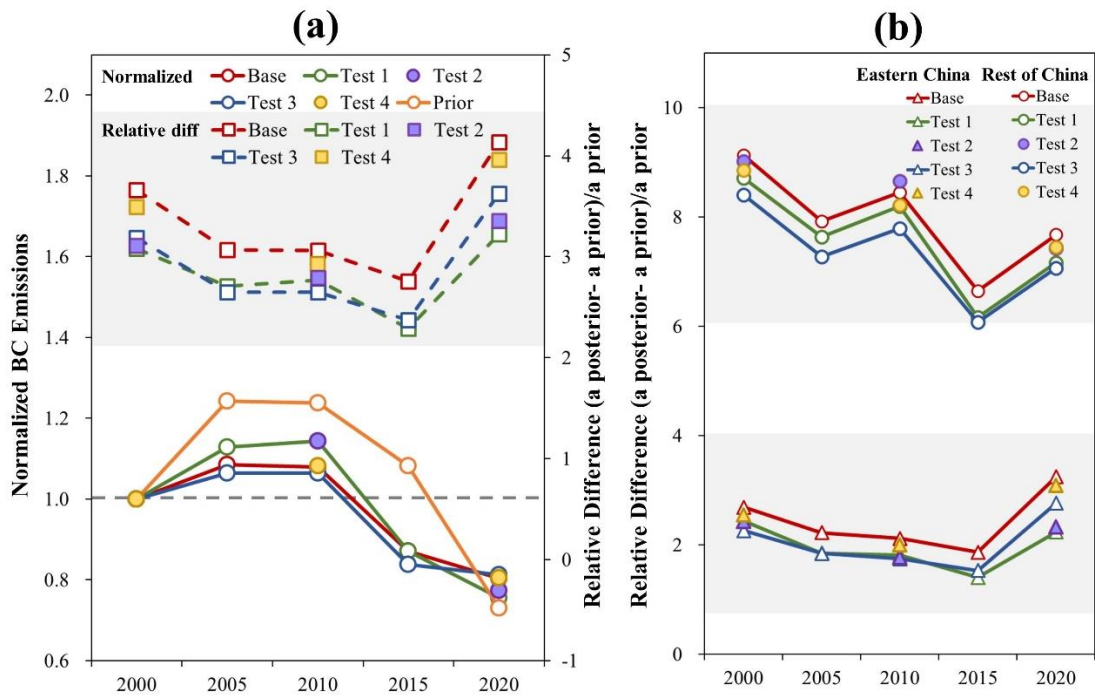 (a)
Normalized Base Test 1 Test 2
Test 3 Test 4 Prior
Relative diff Base Test 1 Test 2
Test 3 Test 4
Normalized BC Emissions
2.0
1.8
1.6
1.4
1.2
1.0
0.8
0.6
2000 2005 2010 2015 2020
5
4
3
2
1
0
-1
Relative Difference (a posterior- a prior)/a prior
(b)
Eastern China Rest of China
Base Base
Test 1 Test 1
Test 2 Test 2
Test 3 Test 3
Test 4 Test 4
Relative Difference (a posterior- a prior)/a prior
10
8
6
4
2
0
2000 2005 2010 2015 2020